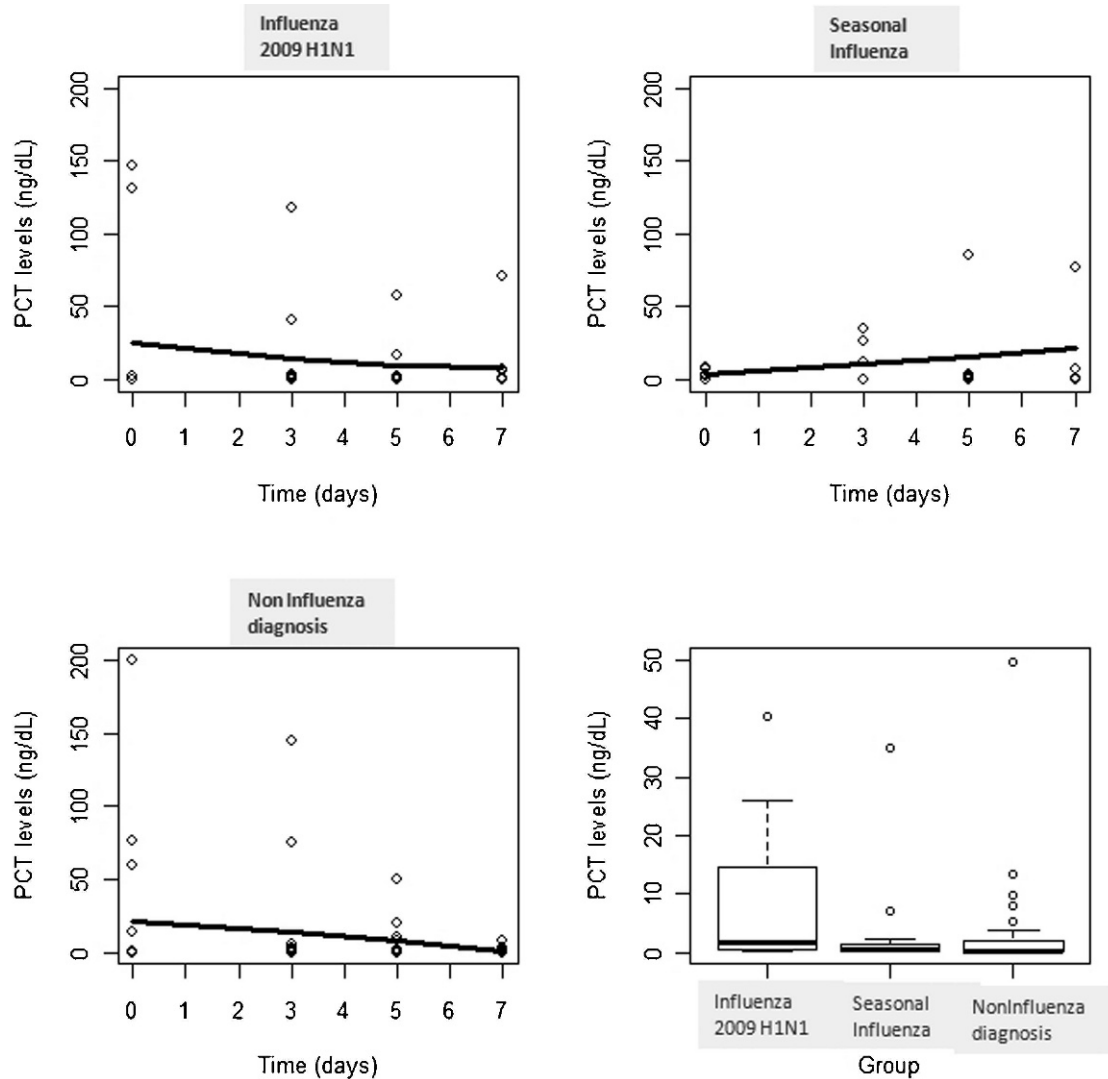 Influenza
2009 H1N1
200
150
100
50
0
PCT levels (ng/dL)
0 1 2 3 4 5 6 7
Time (days)
Seasonal
Influenza
200
150
100
50
0
PCT levels (ng/dL)
0 1 2 3 4 5 6 7
Time (days)
Non Influenza
diagnosis
200
150
100
50
0
PCT levels (ng/dL)
0 1 2 3 4 5 6 7
Time (days)
50
40
30
20
10
0
PCT levels (ng/dL)
Influenza
2009 H1N1
Seasonal
Influenza
NonInfluenza
diagnosis
Group